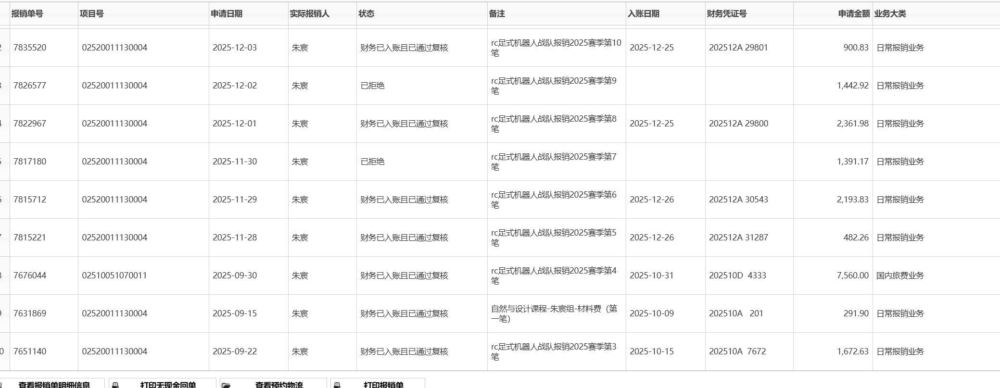 报销单号 项目号 申请日期 实际报销人 状态 备注 入账日期 财务凭证号 申请金额 业务大类
2 7835520 02520011130004 2025-12-03 朱宸 财务已入账且已通过复核 rc足式机器人战队报销2025赛季第10 2025-12-25 202512A 29801 900.83 日常报销业务
笔
3 7826577 02520011130004 2025-12-02 朱宸 已拒绝 rc足式机器人战队报销2025赛季第9 1,442.92 日常报销业务
笔
4 7822967 02520011130004 2025-12-01 朱宸 财务已入账且已通过复核 rc足式机器人战队报销2025赛季第8 2025-12-25 202512A 29800 2,361.98 日常报销业务
笔
5 7817180 02520011130004 2025-11-30 朱宸 已拒绝 rc足式机器人战队报销2025赛季第7 1,391.17 日常报销业务
笔
6 7815712 02520011130004 2025-11-29 朱宸 财务已入账且已通过复核 rc足式机器人战队报销2025赛季第6 2025-12-26 202512A 30543 2,193.83 日常报销业务
笔
7 7815221 02520011130004 2025-11-28 朱宸 财务已入账且已通过复核 rc足式机器人战队报销2025赛季第5 2025-12-26 202512A 31287 482.26 日常报销业务
笔
8 7676044 02510051070011 2025-09-30 朱宸 财务已入账且已通过复核 rc足式机器人战队报销2025赛季第4 2025-10-31 202510D 4333 7,560.00 国内旅费业务
笔
9 7631869 02520011130004 2025-09-15 朱宸 财务已入账且已通过复核 自然与设计课程-朱宸组-材料费（第 2025-10-09 202510A 201 291.90 日常报销业务
一笔）
0 7651140 02520011130004 2025-09-22 朱宸 财务已入账且已通过复核 rc足式机器人战队报销2025赛季第3 2025-10-15 202510A 7672 1,672.63 日常报销业务
笔
查看报销单明细信息 打印无现金回单 查看预约物流 打印报销单